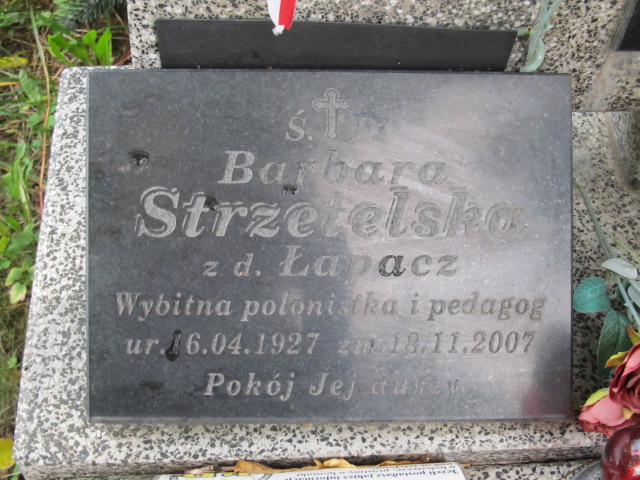 Ś. P.
Barbara
Strzetelska
z d. Łapacz
Wybitna polonistka i pedagog
ur. 16.04.1927 zm. 18.11.2007
Pokój Jej duszy